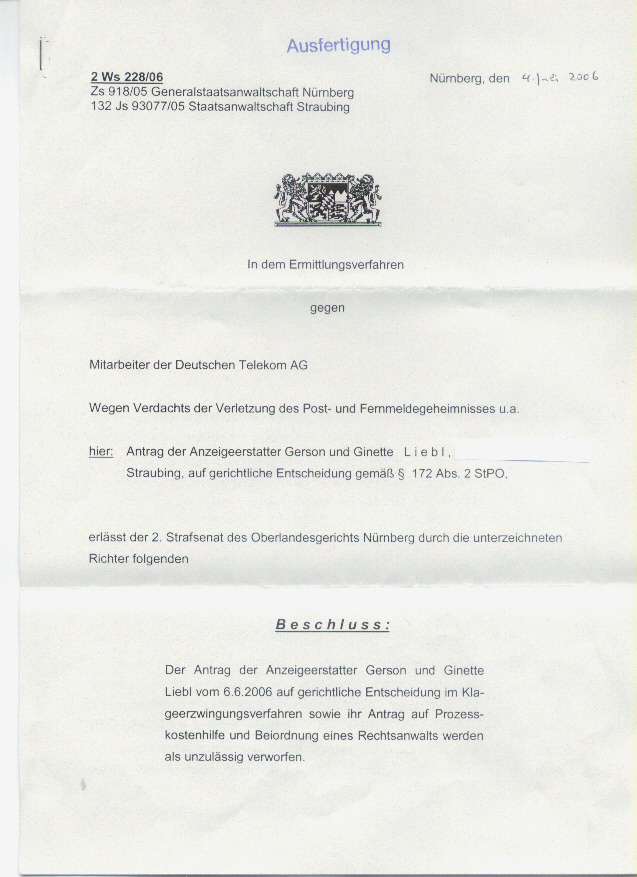 Ausfertigung
2 Ws 228/06
Nürnberg, den 4. Juli 2006
Zs 918/05 Generalstaatsanwaltschaft Nürnberg
132 Js 93077/05 Staatsanwaltschaft Straubing
In dem Ermittlungsverfahren
gegen
Mitarbeiter der Deutschen Telekom AG
Wegen Verdachts der Verletzung des Post- und Fernmeldegeheimnisses u.a.
hier: Antrag der Anzeigeerstatter Gerson und Ginette L i e b l ,
Straubing, auf gerichtliche Entscheidung gemäß § 172 Abs. 2 StPO,
erlässt der 2. Strafsenat des Oberlandesgerichts Nürnberg durch die unterzeichneten
Richter folgenden
B e s c h l u s s :
Der Antrag der Anzeigeerstatter Gerson und Ginette
Liebl vom 6.6.2006 auf gerichtliche Entscheidung im Kla-
geerzwingungsverfahren sowie ihr Antrag auf Prozess-
kostenhilfe und Beiordnung eines Rechtsanwalts werden
als unzulässig verworfen.